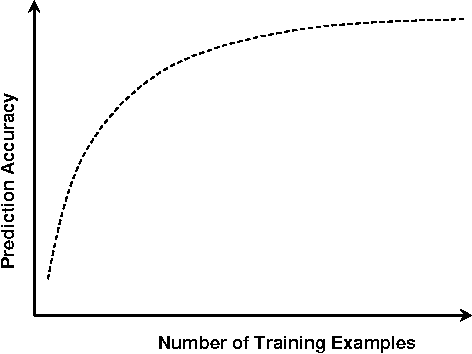 Prediction Accuracy
Number of Training Examples